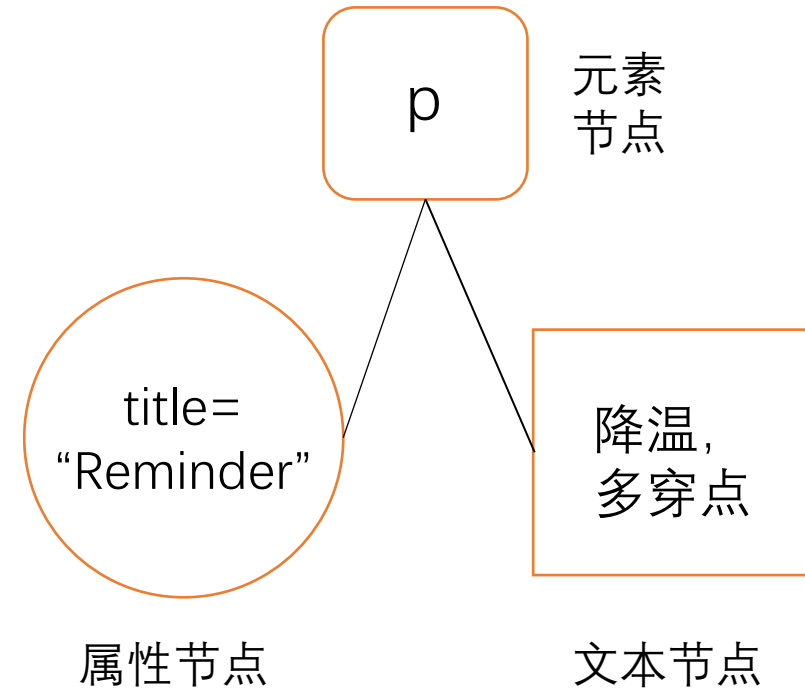 p
元素
节点
title=
“Reminder”
降温,
多穿点
属性节点
文本节点